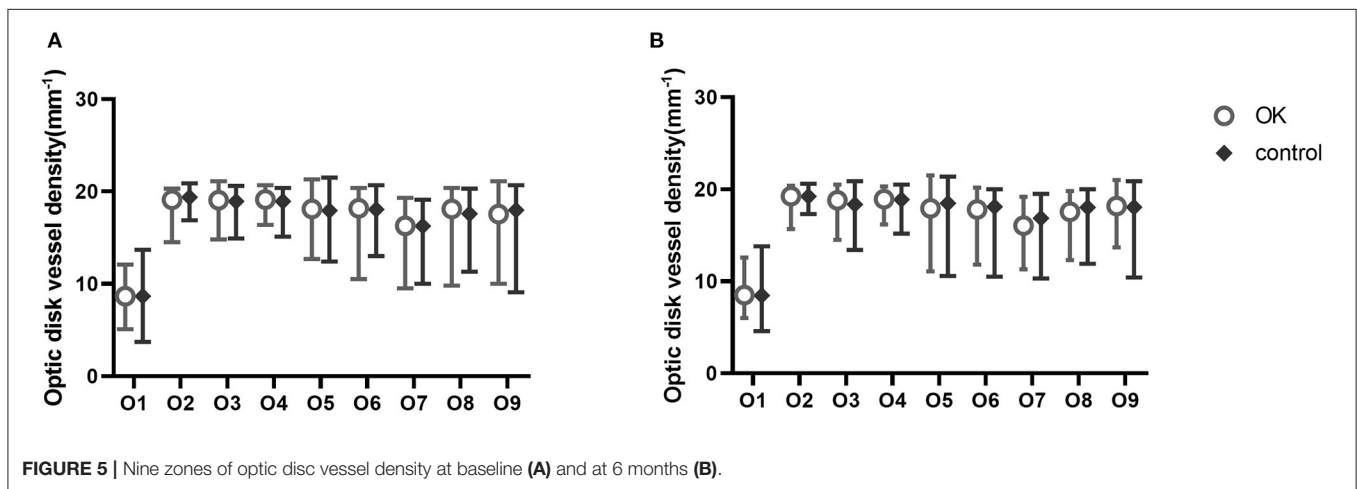 A
Optic disk vessel density(mm-1)
30
20
10
0
O1 O2 O3 O4 O5 O6 O7 O8 O9
B
Optic disk vessel density(mm-1)
30
20
10
0
O1 O2 O3 O4 O5 O6 O7 O8 O9
OK
control
FIGURE 5 | Nine zones of optic disc vessel density at baseline (A) and at 6 months (B).